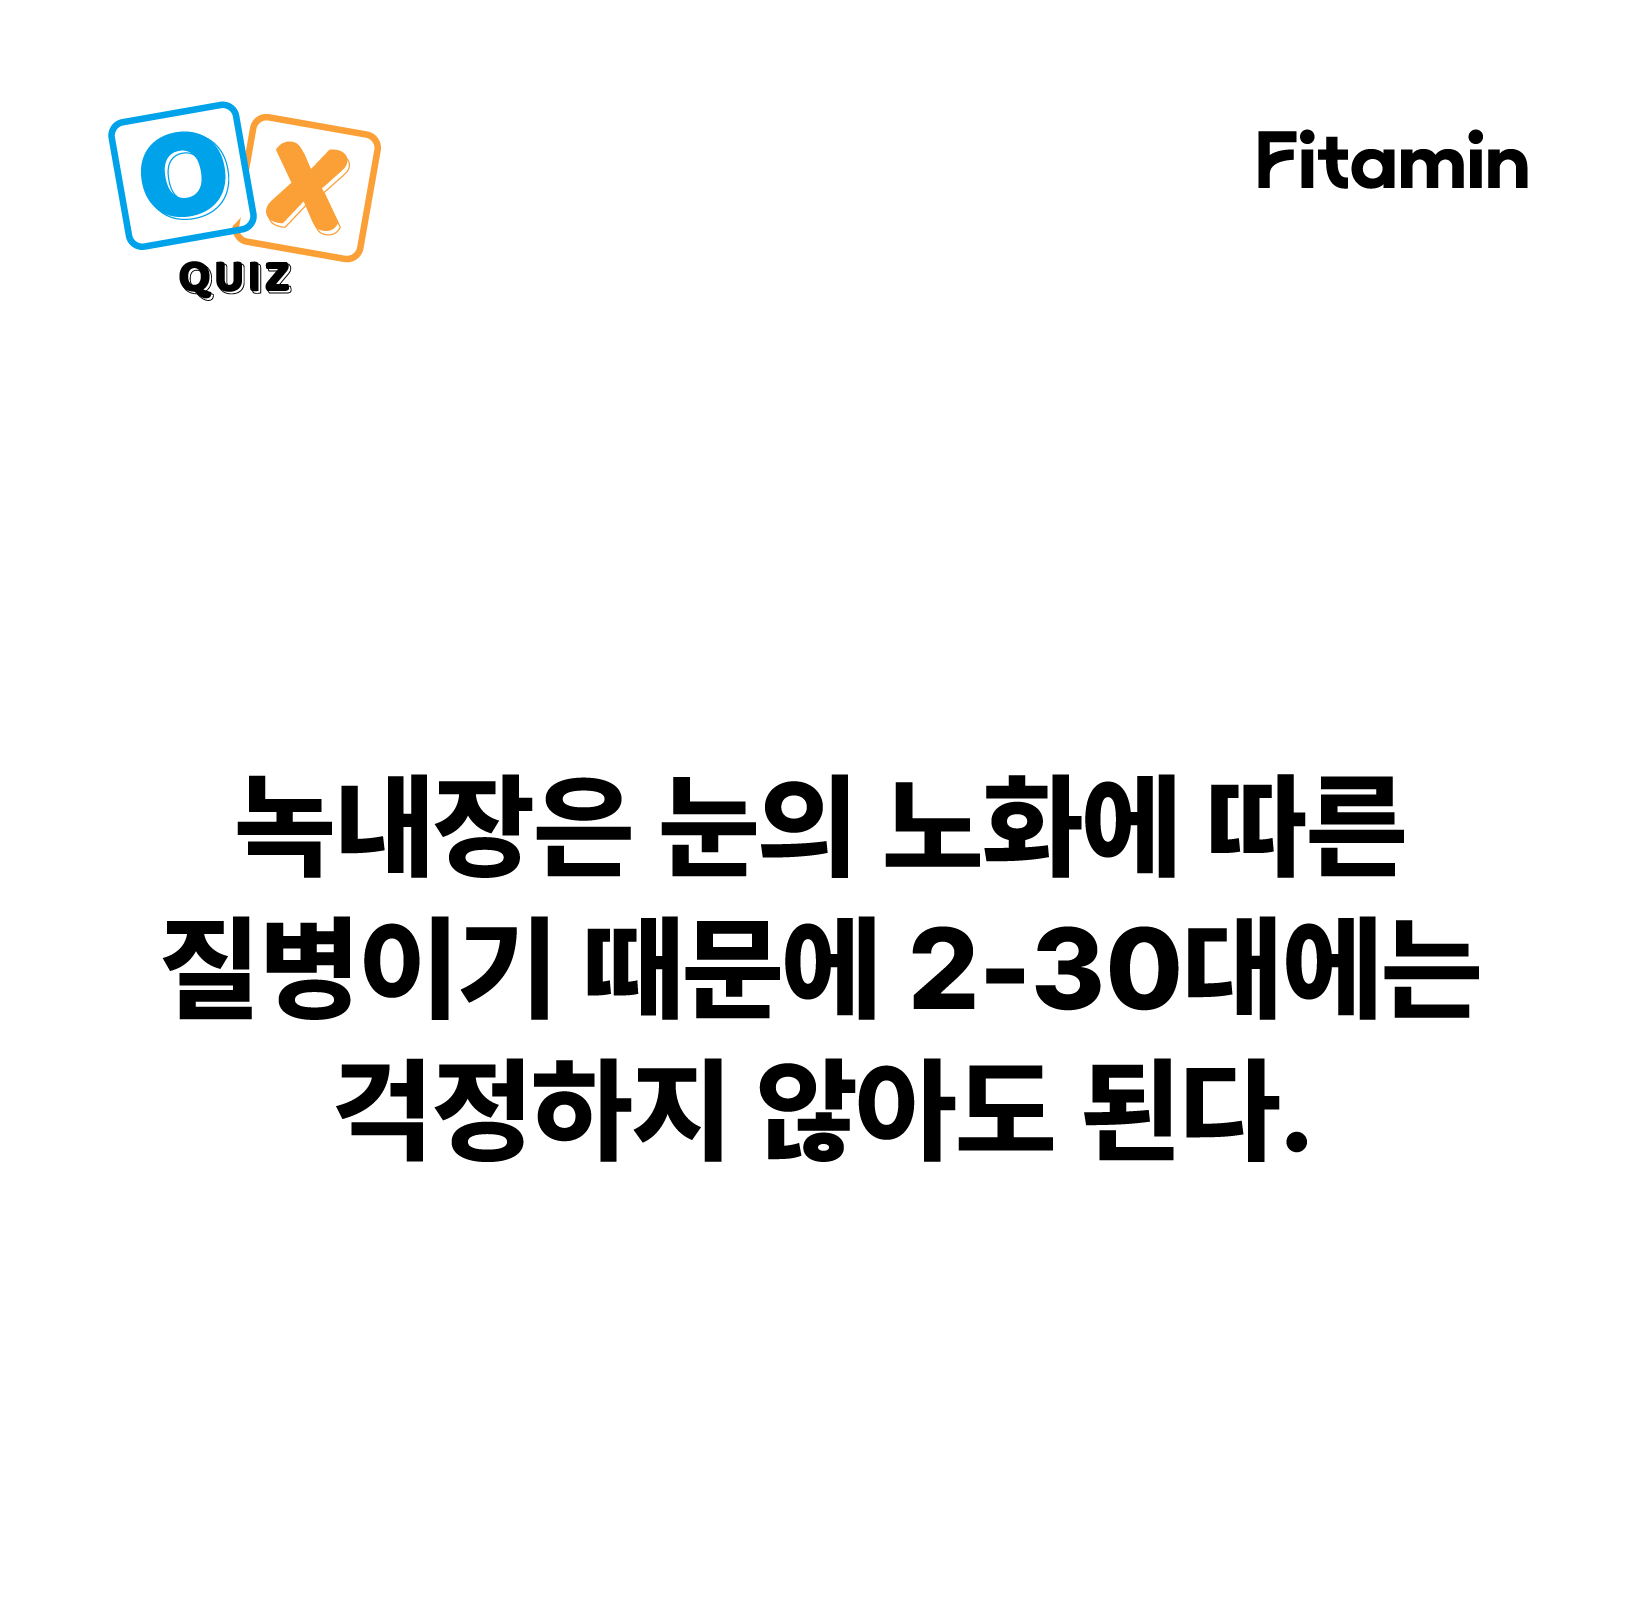 OX
QUIZ
Fitamin
녹내장은 눈의 노화에 따른
질병이기 때문에 2-30대에는
걱정하지 않아도 된다.